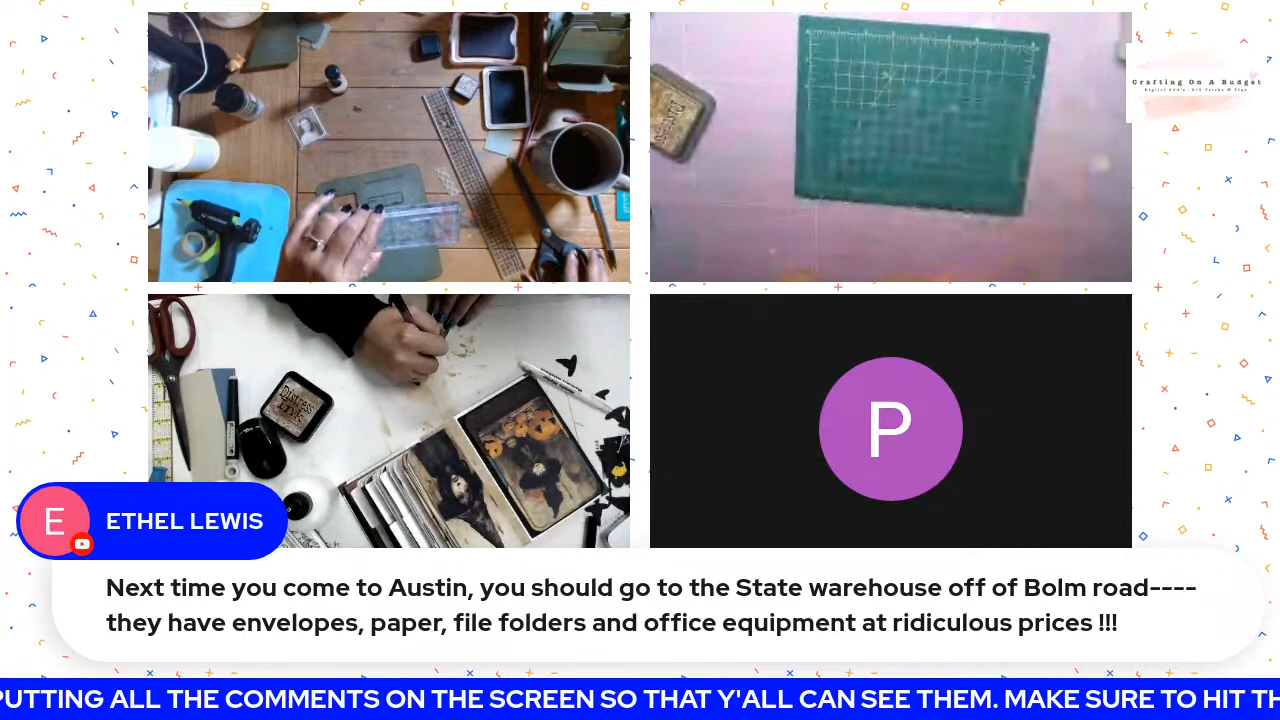 Crafting On A Budget
Distress
Inks
P
E
ETHEL LEWIS
Next time you come to Austin, you should go to the State warehouse off of Bolm road----
they have envelopes, paper, file folders and office equipment at ridiculous prices !!!
PUTTING ALL THE COMMENTS ON THE SCREEN SO THAT Y'ALL CAN SEE THEM. MAKE SURE TO HIT TH